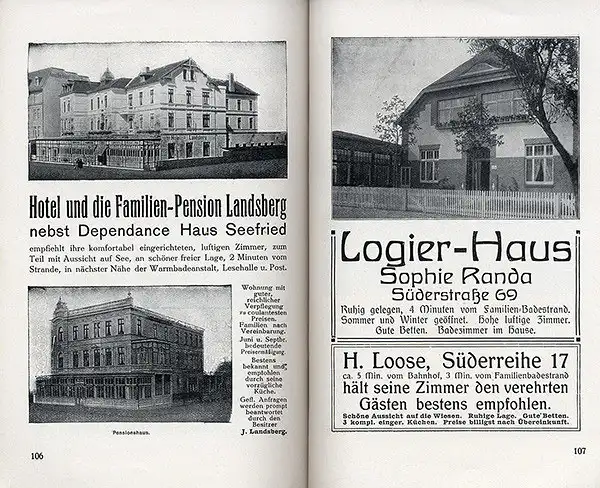 Hotel und die Familien-Pension Landsberg
nebst Dependance Haus Seefried
empfiehlt ihre komfortabel eingerichteten, luftigen Zimmer, zum
Teil mit Aussicht auf See, an schöner freier Lage, 2 Minuten vom
Strande, in nächster Nähe der Warmbadeanstalt, Lesehalle u. Post.
Wohnung mit
guter,
reichlicher
Verpflegung
zu coulantesten
Preisen.
Familien nach
Vereinbarung.
Juni u. Septbr.
bedeutende
Preisermäßigung.
Bestens
bekannt und
empfohlen
durch seine
vorzügliche
Küche.
Gefl. Anfragen
werden prompt
beantwortet
durch den
Besitzer
J. Landsberg.
Pensionshaus.
106
Logier-Haus
Sophie Randa
Süderstraße 69
Ruhig gelegen, 4 Minuten vom Familien-Badestrand.
Sommer und Winter geöffnet. Hohe luftige Zimmer.
Gute Betten. Badezimmer im Hause.
H. Loose, Süderreihe 17
ca. 5 Min. vom Bahnhof, 3 Min. vom Familienbadestrand
hält seine Zimmer den verehrten
Gästen bestens empfohlen.
Schöne Aussicht auf die Wiesen. Ruhige Lage. Gute Betten.
3 kompl. einger. Küchen. Preise billigst nach Übereinkunft.
107